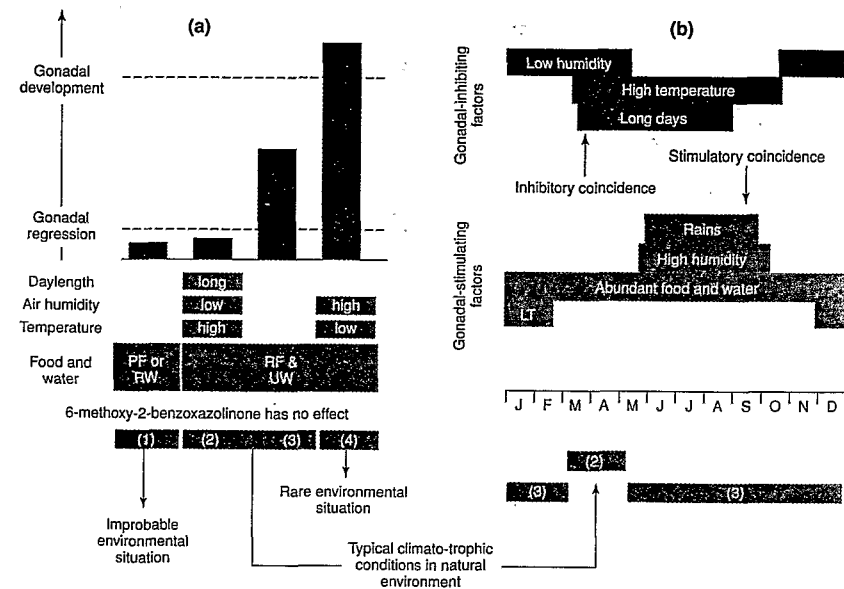 (a)
Gonadal
development
Gonadal
regression
Daylength
long
Air humidity
low
high
Temperature
high
low
Food and
water
PF or
RW
RF &
UW
6-methoxy-2-benzoxazolinone has no effect
(1)
(2)
(3)
(4)
Improbable
environmental
situation
Rare environmental
situation
Typical climato-trophic
conditions in natural
environment
(b)
Gonadal-inhibiting
factors
Low humidity
High temperature
Long days
Inhibitory coincidence
Stimulatory coincidence
Gonadal-stimulating
factors
Rains
High humidity
Abundant food and water
LT
J F M A M J J A S O N D
(2)
(3)
(3)